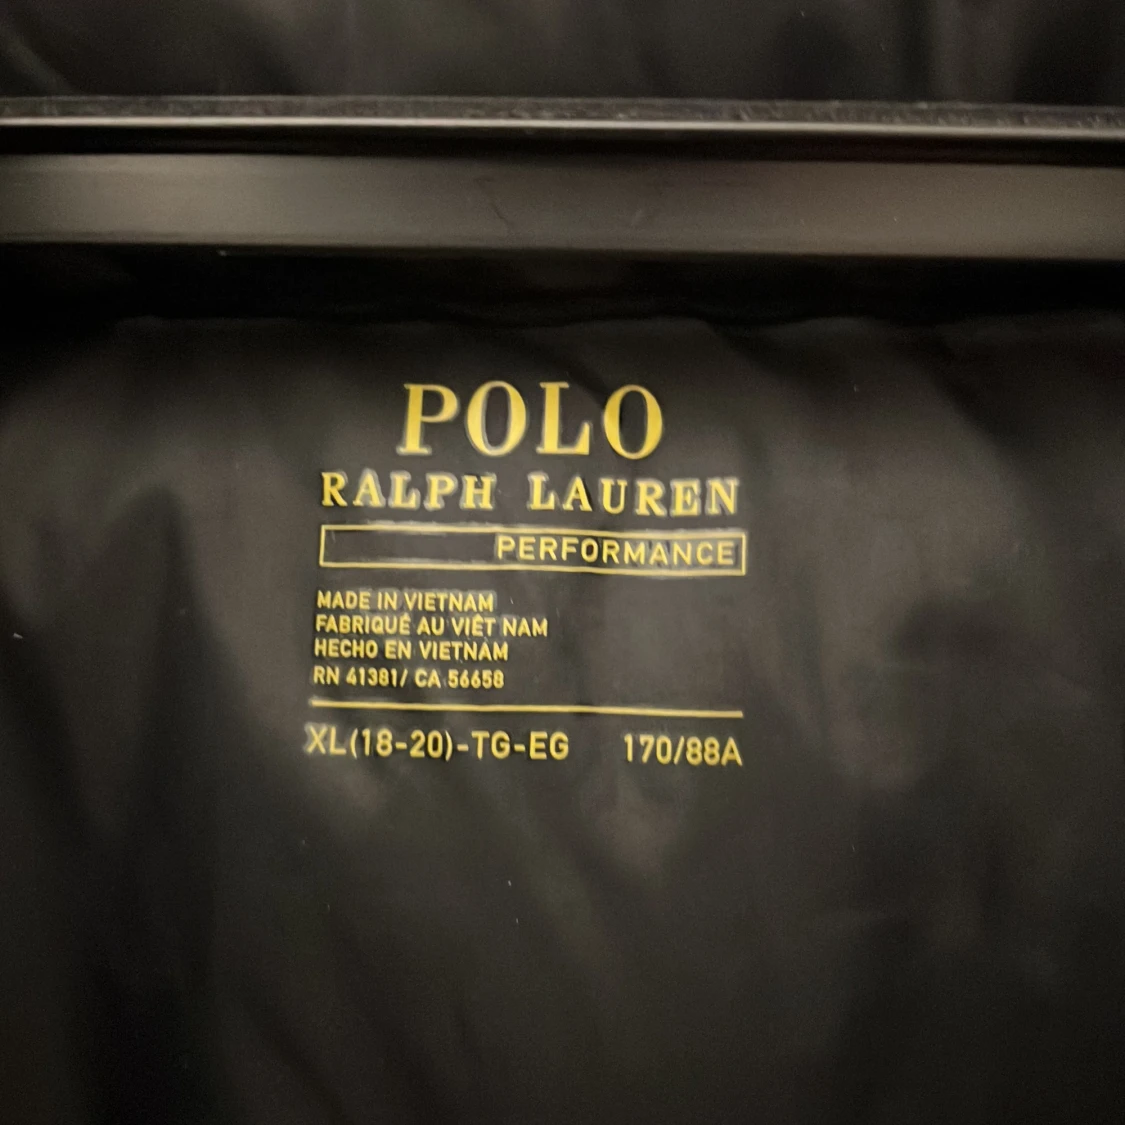 POLO
RALPH LAUREN
PERFORMANCE
MADE IN VIETNAM
FABRIQUÉ AU VIÊT NAM
HECHO EN VIETNAM
RN 41381/ CA 56658
XL(18-20)-TG-EG 170/88A